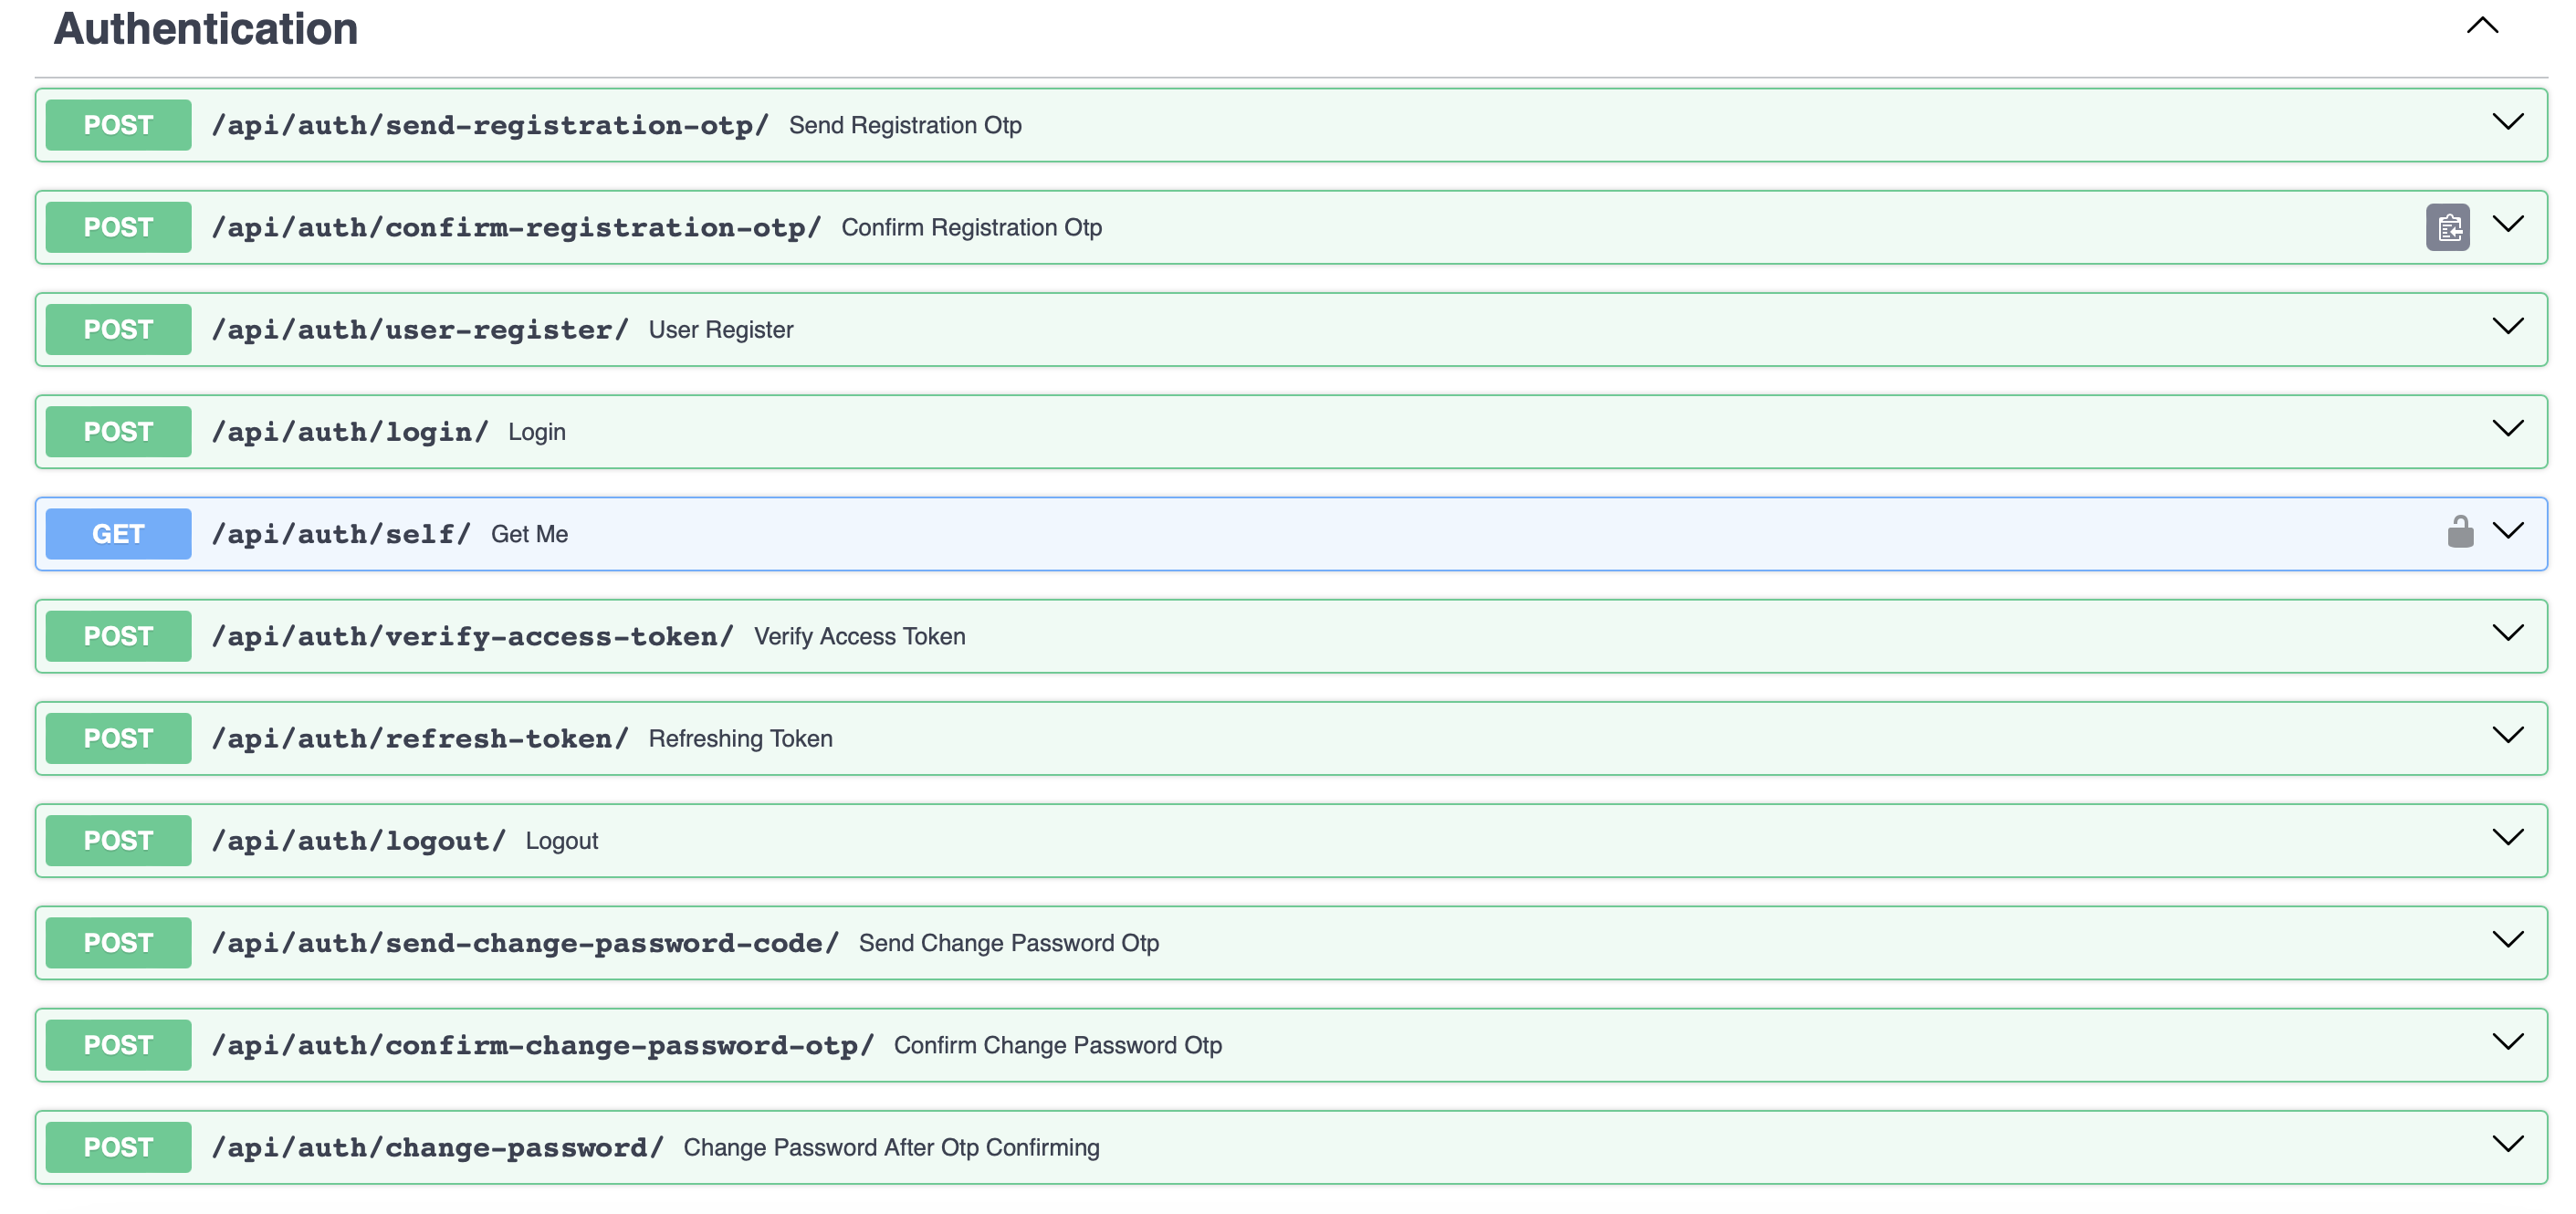 Authentication
POST /api/auth/send-registration-otp/ Send Registration Otp
POST /api/auth/confirm-registration-otp/ Confirm Registration Otp
POST /api/auth/user-register/ User Register
POST /api/auth/login/ Login
GET /api/auth/self/ Get Me
POST /api/auth/verify-access-token/ Verify Access Token
POST /api/auth/refresh-token/ Refreshing Token
POST /api/auth/logout/ Logout
POST /api/auth/send-change-password-code/ Send Change Password Otp
POST /api/auth/confirm-change-password-otp/ Confirm Change Password Otp
POST /api/auth/change-password/ Change Password After Otp Confirming